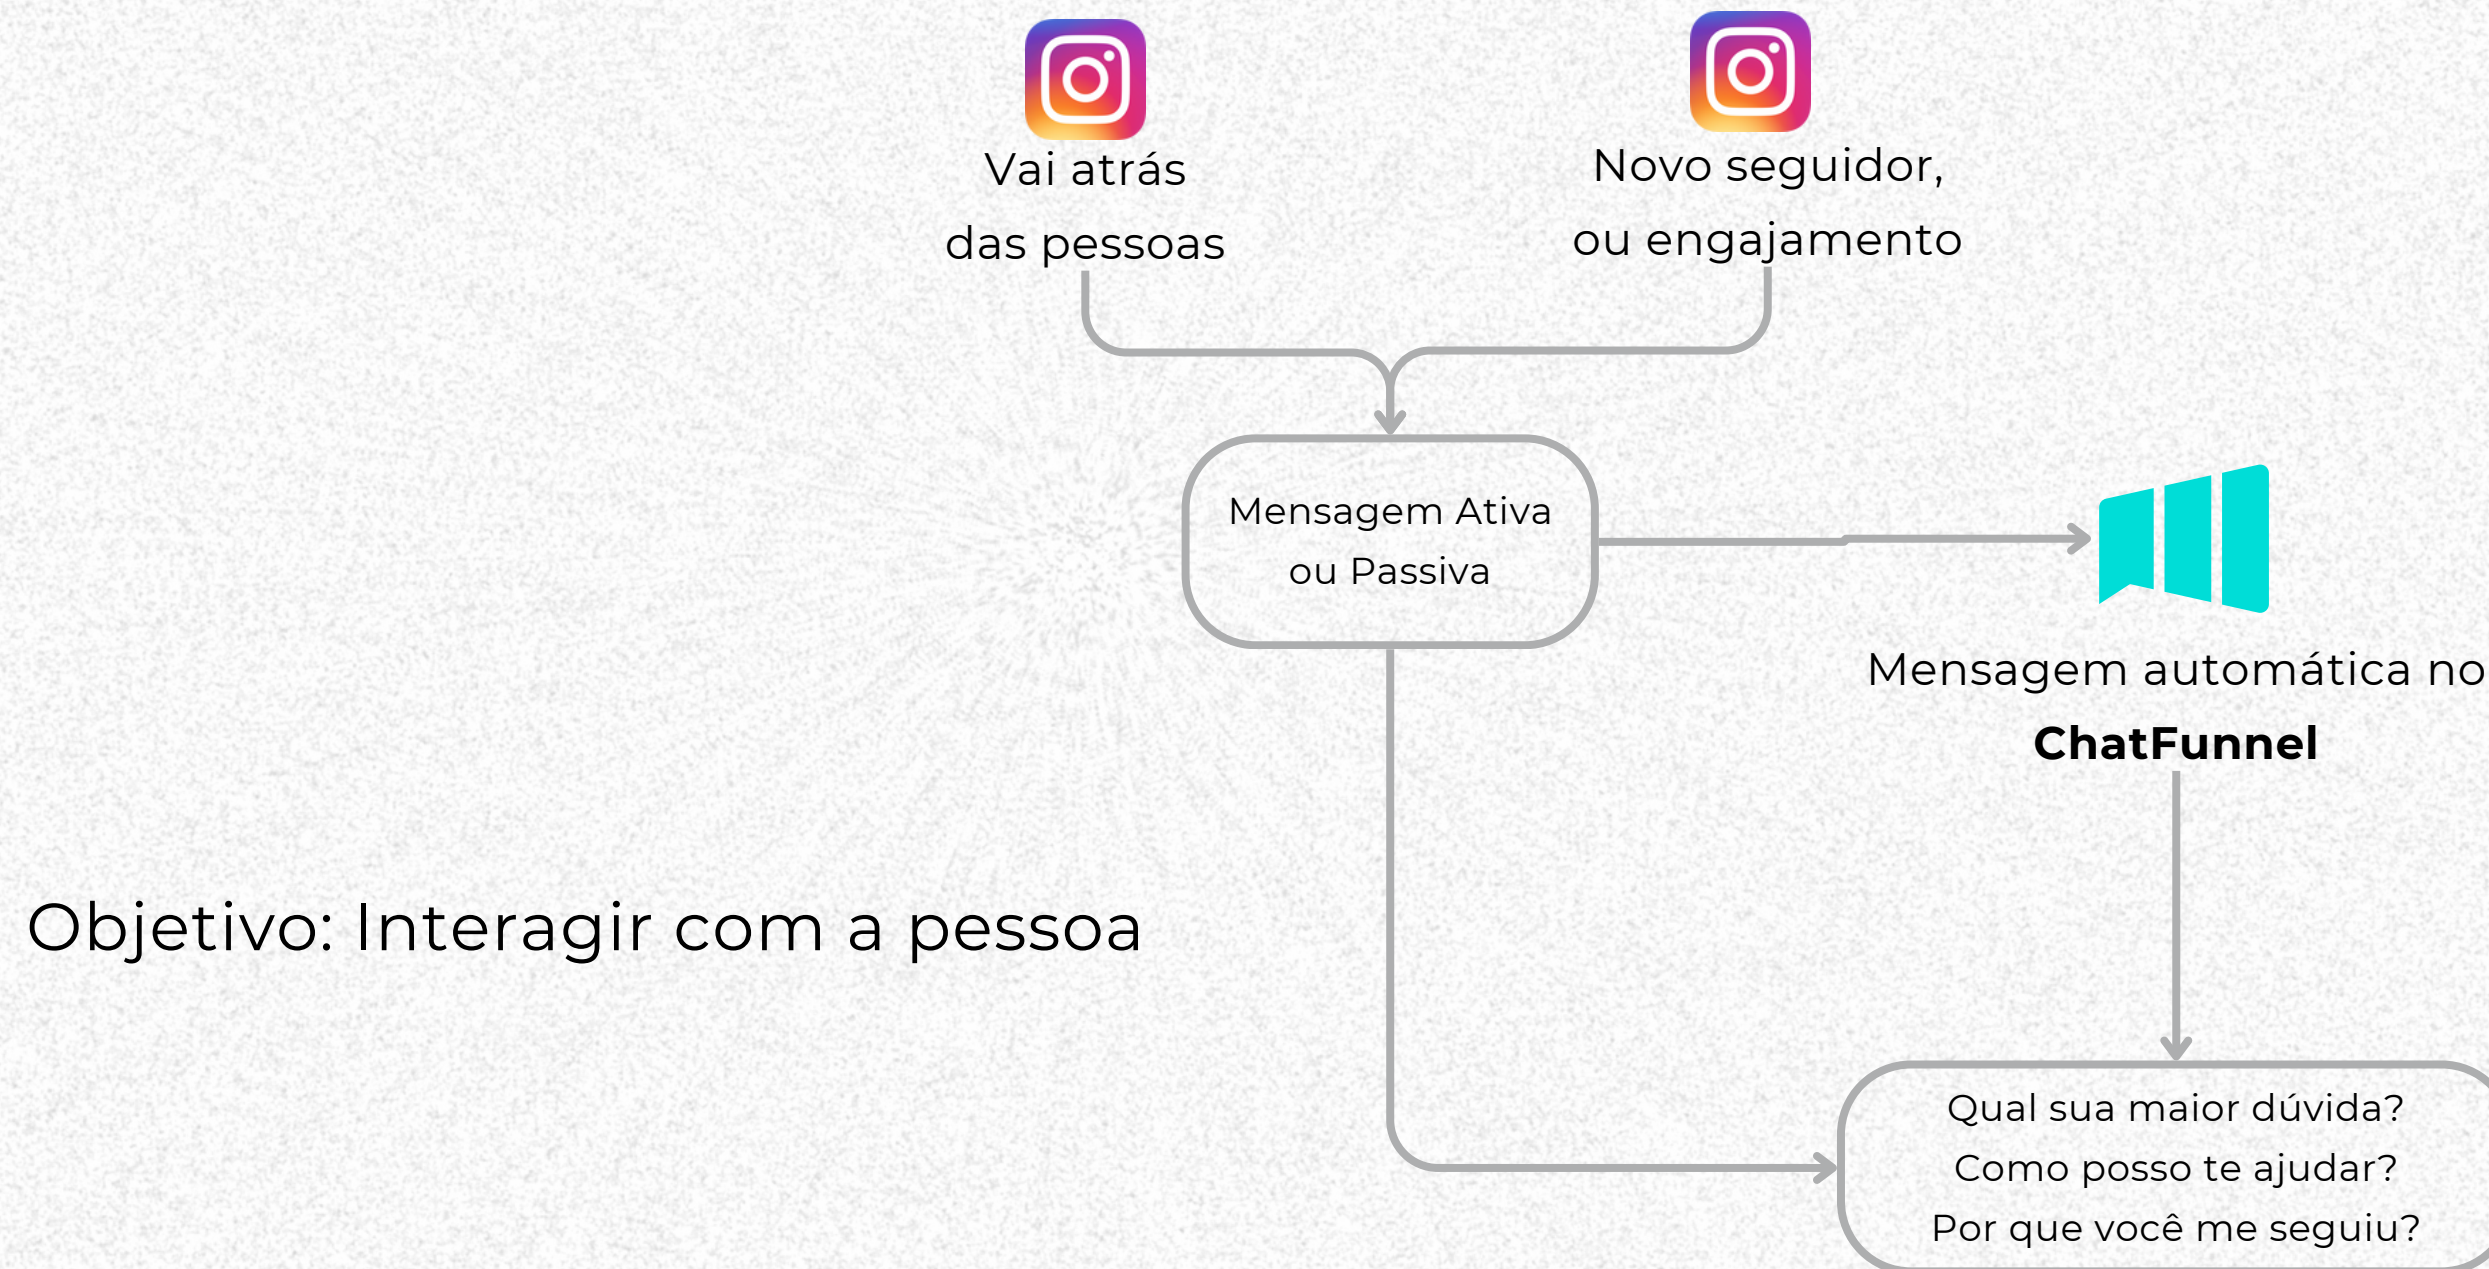 Vai atrás
das pessoas
Novo seguidor,
ou engajamento
Mensagem Ativa
ou Passiva
Mensagem automática no
ChatFunnel
Objetivo: Interagir com a pessoa
Qual sua maior dúvida?
Como posso te ajudar?
Por que você me seguiu?